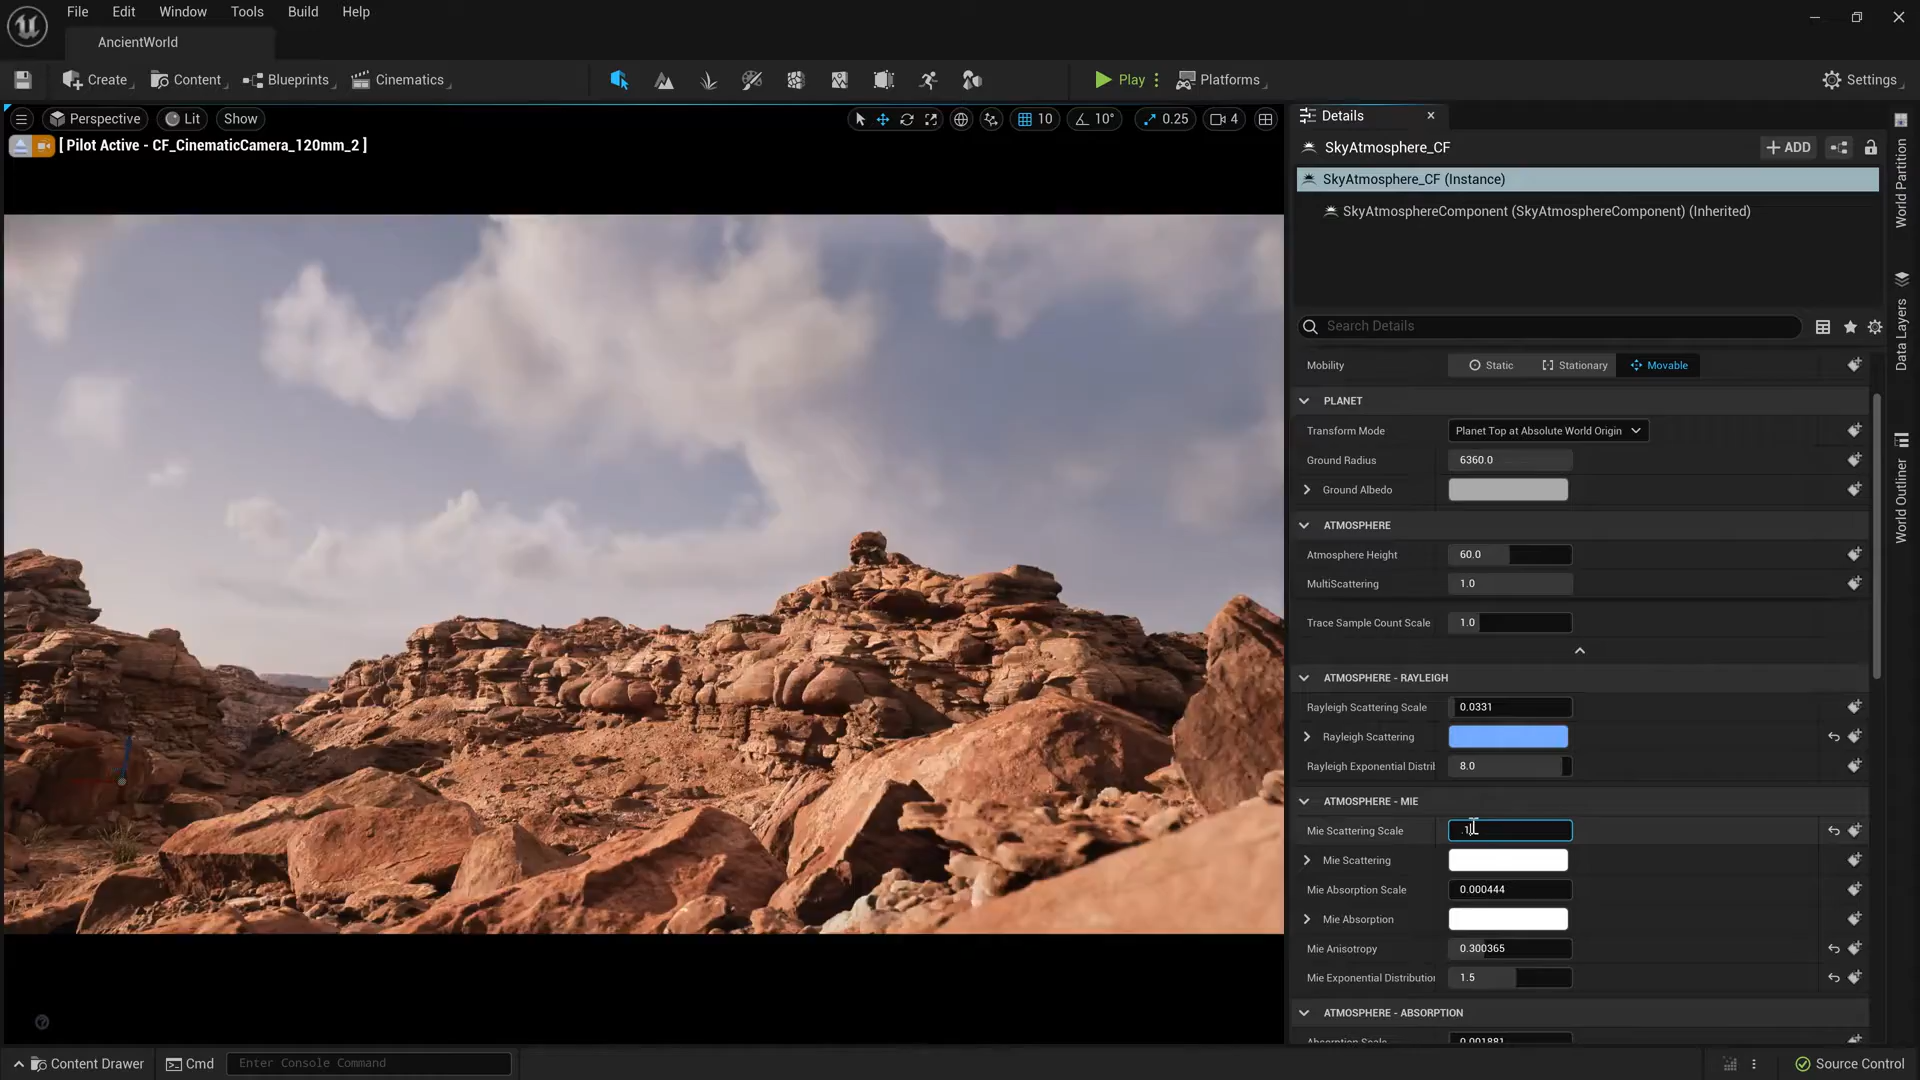 File Edit Window Tools Build Help
AncientWorld
Create Content Blueprints Cinematics Play Platforms Settings
Perspective Lit Show 10 10° 0.25 4
[ Pilot Active - CF_CinematicCamera_120mm_2 ]
Details
SkyAtmosphere_CF
ADD
SkyAtmosphere_CF (Instance)
SkyAtmosphereComponent (SkyAtmosphereComponent) (Inherited)
Search Details
Mobility Static Stationary Movable
PLANET
Transform Mode Planet Top at Absolute World Origin
Ground Radius 6360.0
Ground Albedo
ATMOSPHERE
Atmosphere Height 60.0
MultiScattering 1.0
Trace Sample Count Scale 1.0
ATMOSPHERE - RAYLEIGH
Rayleigh Scattering Scale 0.0331
Rayleigh Scattering
Rayleigh Exponential Distrib 8.0
ATMOSPHERE - MIE
Mie Scattering Scale
Mie Scattering
Mie Absorption Scale 0.000444
Mie Absorption
Mie Anisotropy 0.300365
Mie Exponential Distribution 1.5
ATMOSPHERE - ABSORPTION
World Partition
Data Layers
World Outliner
Content Drawer Cmd Enter Console Command Source Control